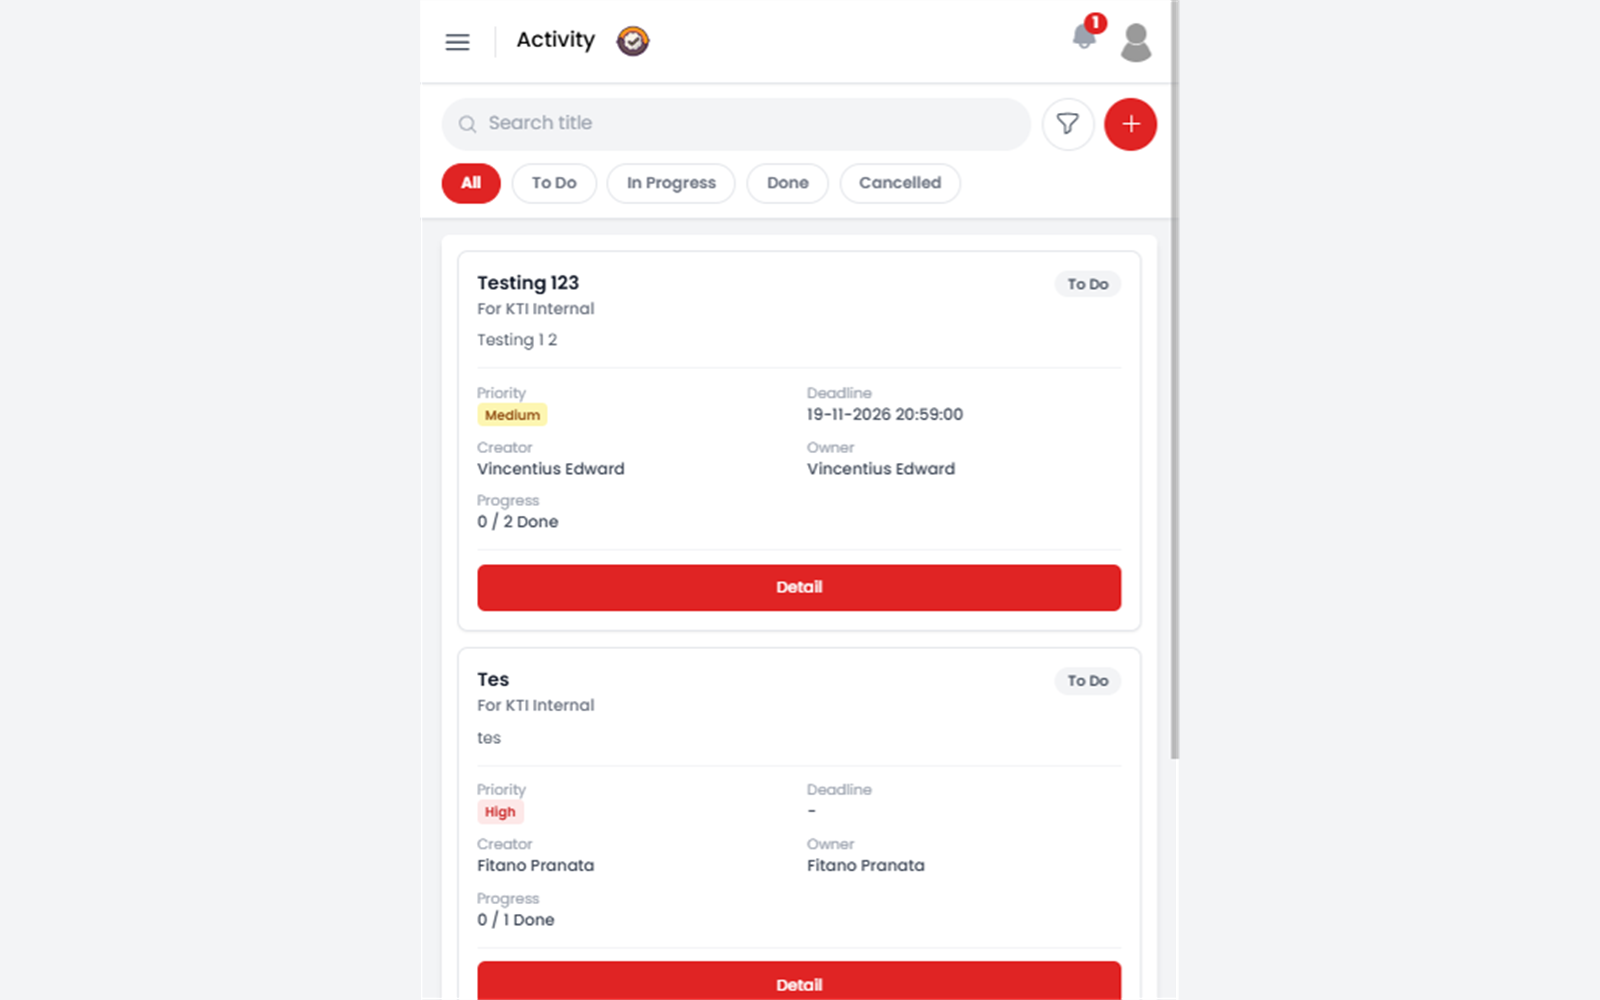 Activity
1
Search title
All
To Do
In Progress
Done
Cancelled
Testing 123
To Do
For KTI Internal
Testing 1 2
Priority
Deadline
Medium
19-11-2026 20:59:00
Creator
Owner
Vincentius Edward
Vincentius Edward
Progress
0 / 2 Done
Detail
Tes
To Do
For KTI Internal
tes
Priority
Deadline
High
-
Creator
Owner
Fitano Pranata
Fitano Pranata
Progress
0 / 1 Done
Detail